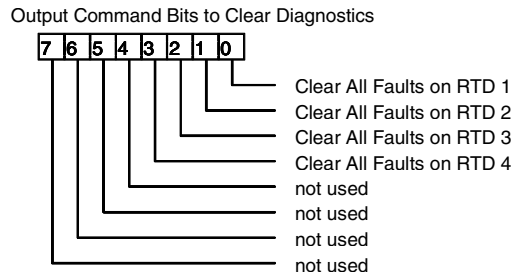 Output Command Bits to Clear Diagnostics
7 6 5 4 3 2 1 0
Clear All Faults on RTD 1
Clear All Faults on RTD 2
Clear All Faults on RTD 3
Clear All Faults on RTD 4
not used
not used
not used
not used